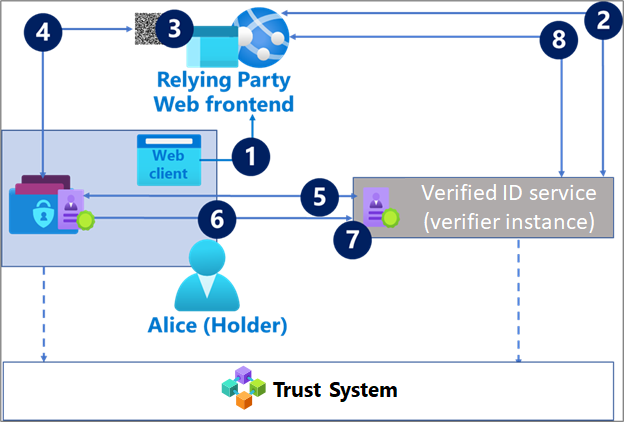 4
3
2
8
Relying Party
Web frontend
Web
client
1
5
Verified ID service
(verifier instance)
6
7
Alice (Holder)
Trust System